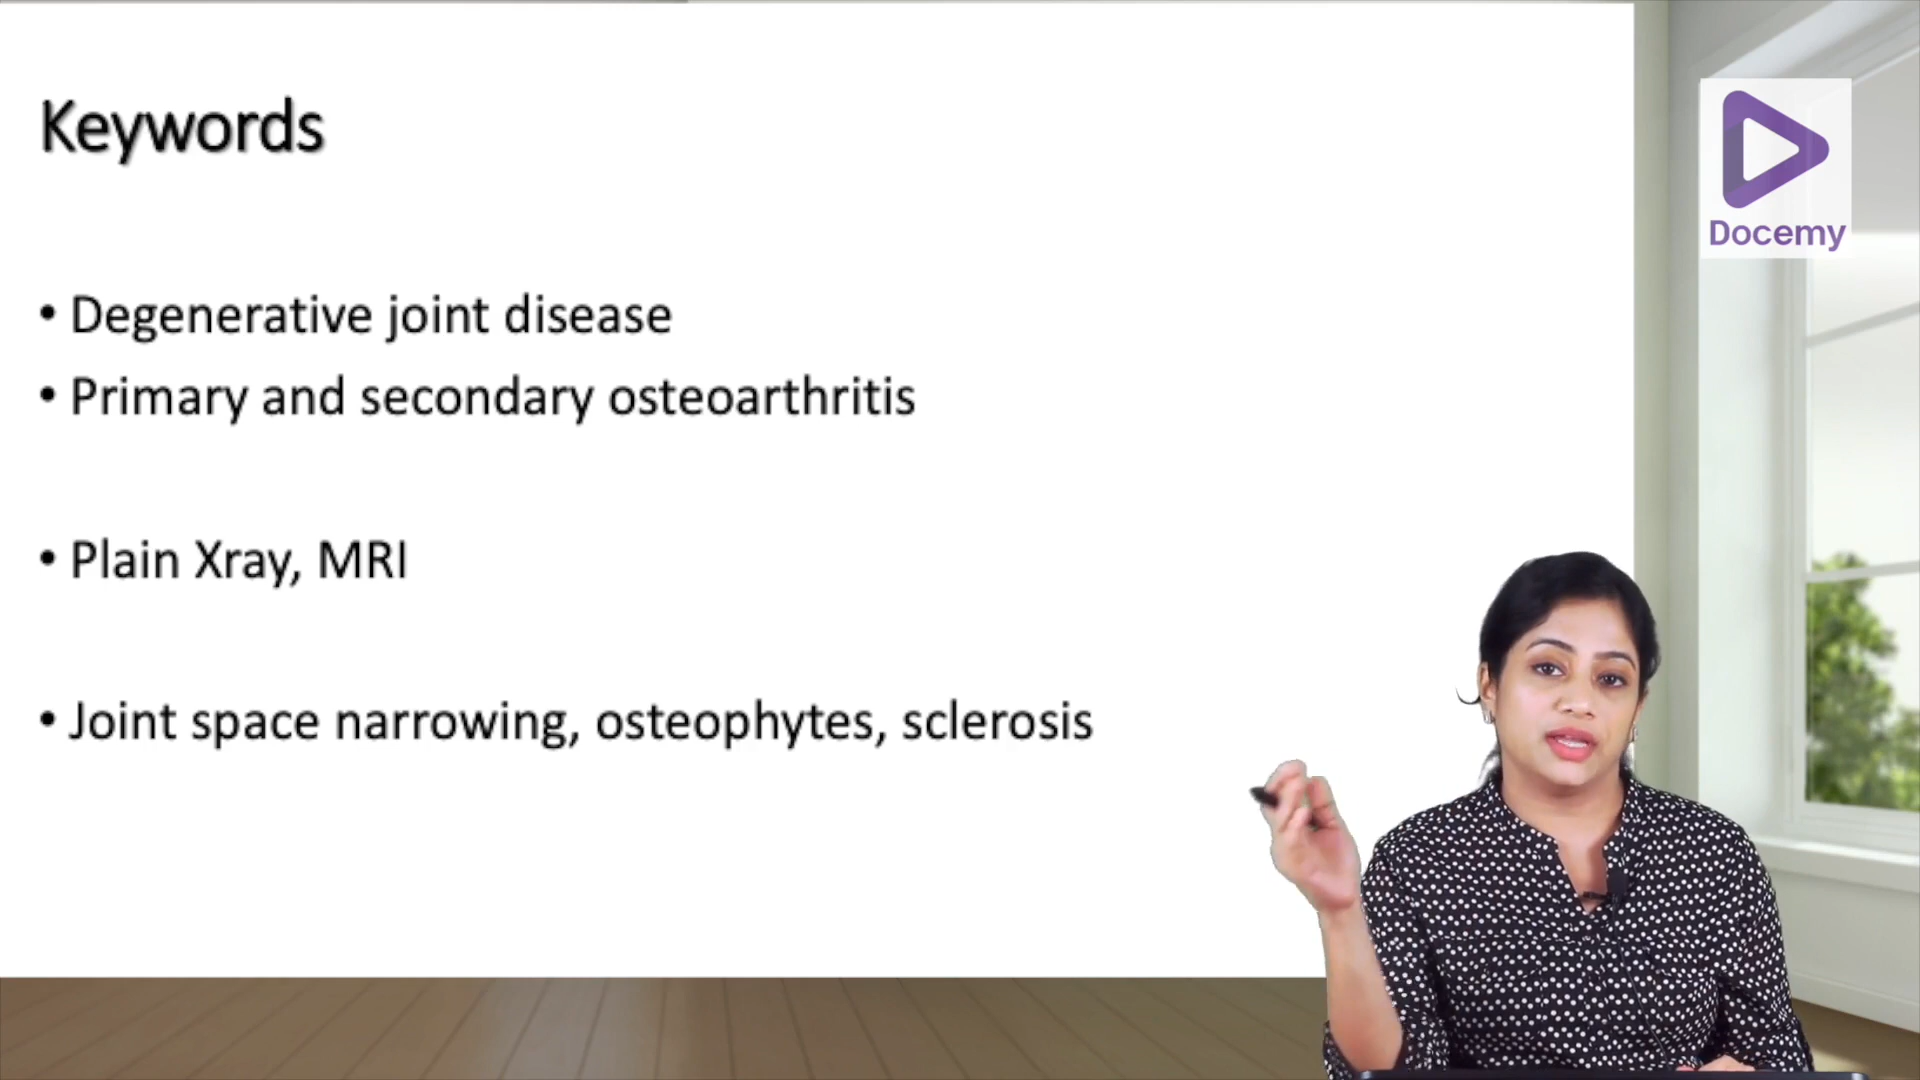 Keywords
Docemy
• Degenerative joint disease
• Primary and secondary osteoarthritis
• Plain Xray, MRI
• Joint space narrowing, osteophytes, sclerosis